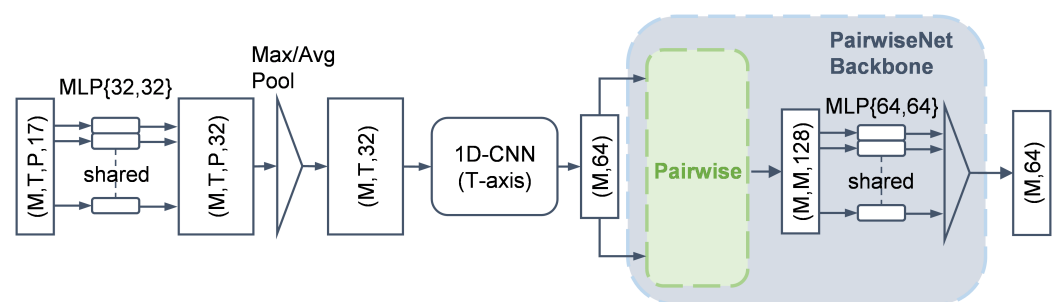 (M,T,P,17)
MLP{32,32}
shared
(M,T,P,32)
Max/Avg
Pool
(M,T,32)
1D-CNN
(T-axis)
(M,64)
Pairwise
PairwiseNet
Backbone
(M,M,128)
MLP{64,64}
shared
(M,64)